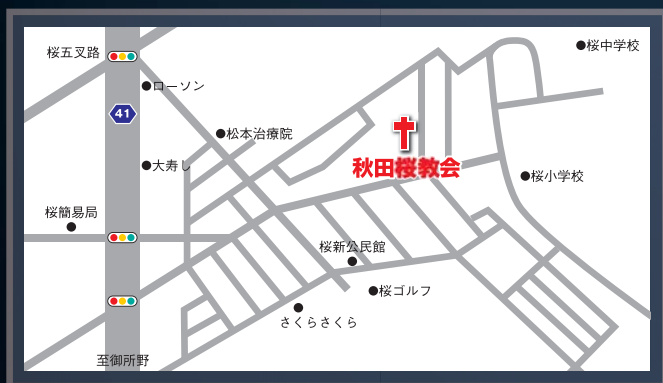 桜五叉路
桜中学校
ローソン
41
松本治療院
大寿し
秋田桜教会
桜小学校
桜簡易局
桜新公民館
桜ゴルフ
さくらさくら
至御所野